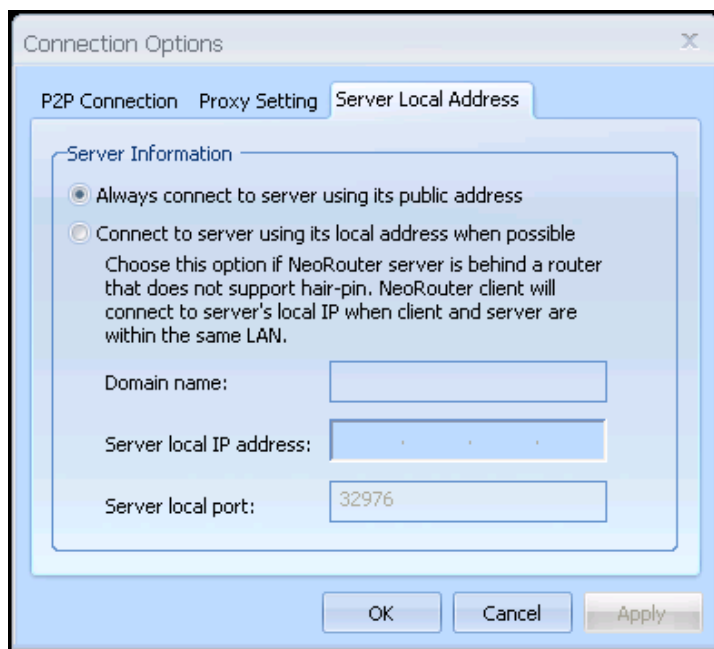 Connection Options
P2P Connection Proxy Setting Server Local Address
Server Information
Always connect to server using its public address
Connect to server using its local address when possible
Choose this option if NeoRouter server is behind a router
that does not support hair-pin. NeoRouter client will
connect to server's local IP when client and server are
within the same LAN.
Domain name:
Server local IP address:
Server local port: 32976
OK Cancel Apply